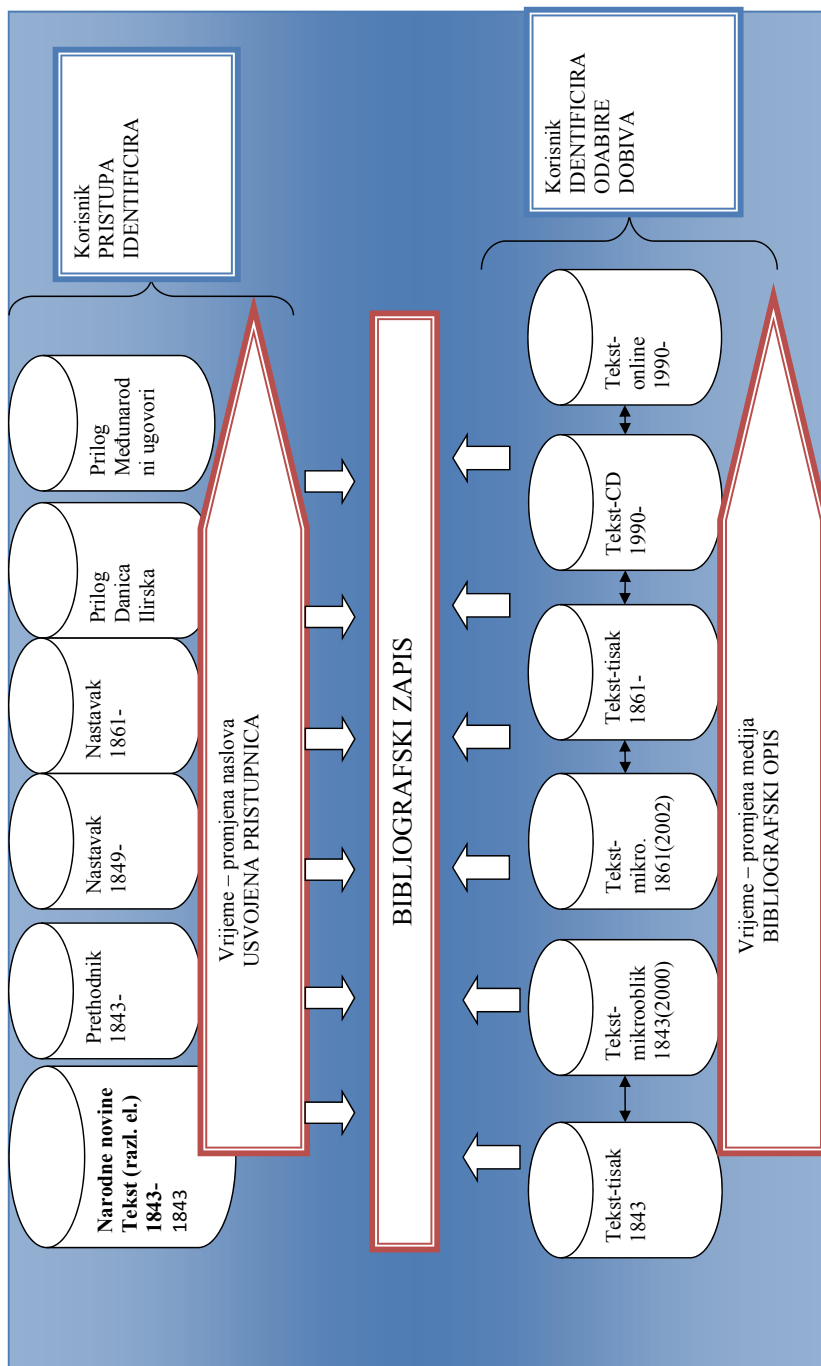 Narodne novine
Tekst (razl. el.)
1843-
1843
Prethodnik
1843-
Nastavak
1849-
Nastavak
1861-
Prilog
Danica
Ilirska
Prilog
Međunarod
ni ugovori
Korisnik
PRISTUPA
IDENTIFICIRA
Vrijeme – promjena naslova
USVOJENA PRISTUPNICA
BIBLIOGRAFSKI ZAPIS
Tekst-tisak
1843
Tekst-
mikrooblik
1843(2000)
Tekst-
mikro.
1861(2002)
Tekst-tisak
1861-
Tekst-CD
1990-
Tekst-
online
1990-
Korisnik
IDENTIFICIRA
ODABIRE
DOBIVA
Vrijeme – promjena medija
BIBLIOGRAFSKI OPIS